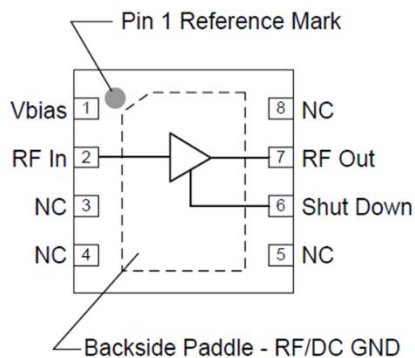 Pin 1 Reference Mark
Vbias 1
8 NC
RF In 2
7 RF Out
NC 3
6 Shut Down
NC 4
5 NC
Backside Paddle - RF/DC GND